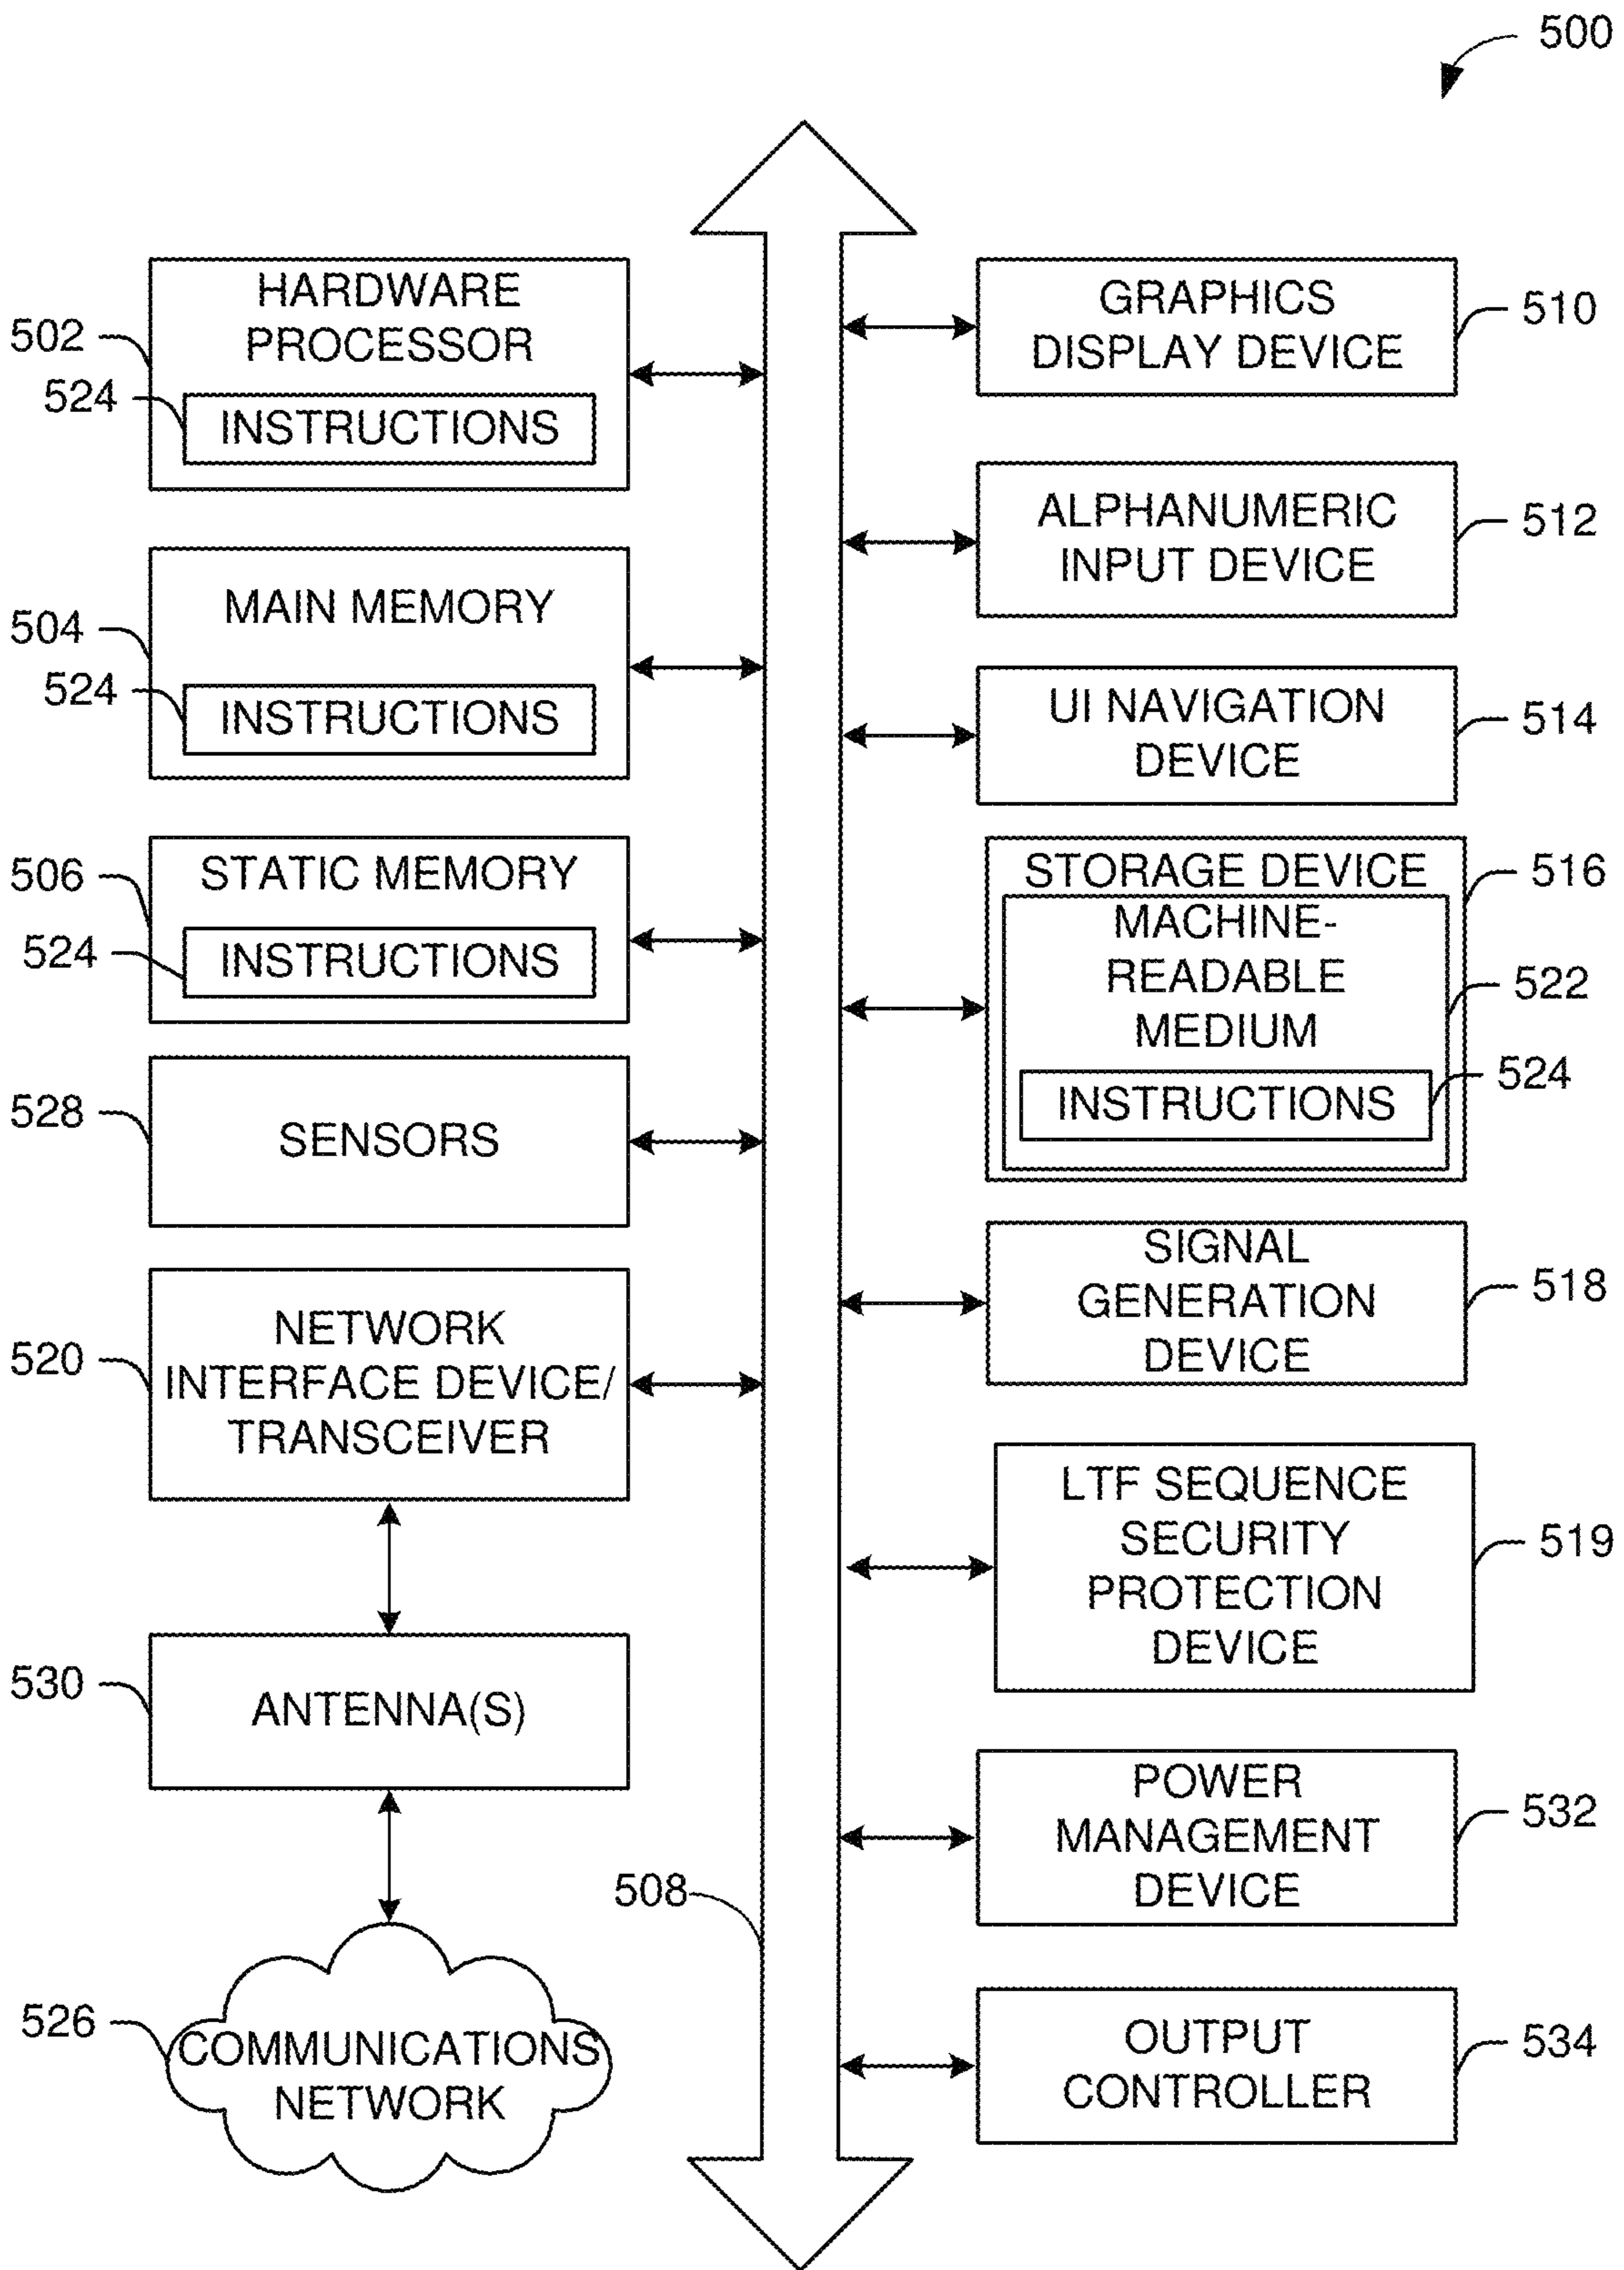 500
HARDWARE
PROCESSOR
502
524
INSTRUCTIONS
MAIN MEMORY
504
524
INSTRUCTIONS
STATIC MEMORY
506
524
INSTRUCTIONS
528
SENSORS
NETWORK
INTERFACE DEVICE/
TRANSCEIVER
520
530
ANTENNA(S)
508
526
COMMUNICATIONS
NETWORK
GRAPHICS
DISPLAY DEVICE
510
ALPHANUMERIC
INPUT DEVICE
512
UI NAVIGATION
DEVICE
514
STORAGE DEVICE
516
MACHINE-
READABLE
MEDIUM
522
INSTRUCTIONS
524
SIGNAL
GENERATION
DEVICE
518
LTF SEQUENCE
SECURITY
PROTECTION
DEVICE
519
POWER
MANAGEMENT
DEVICE
532
OUTPUT
CONTROLLER
534